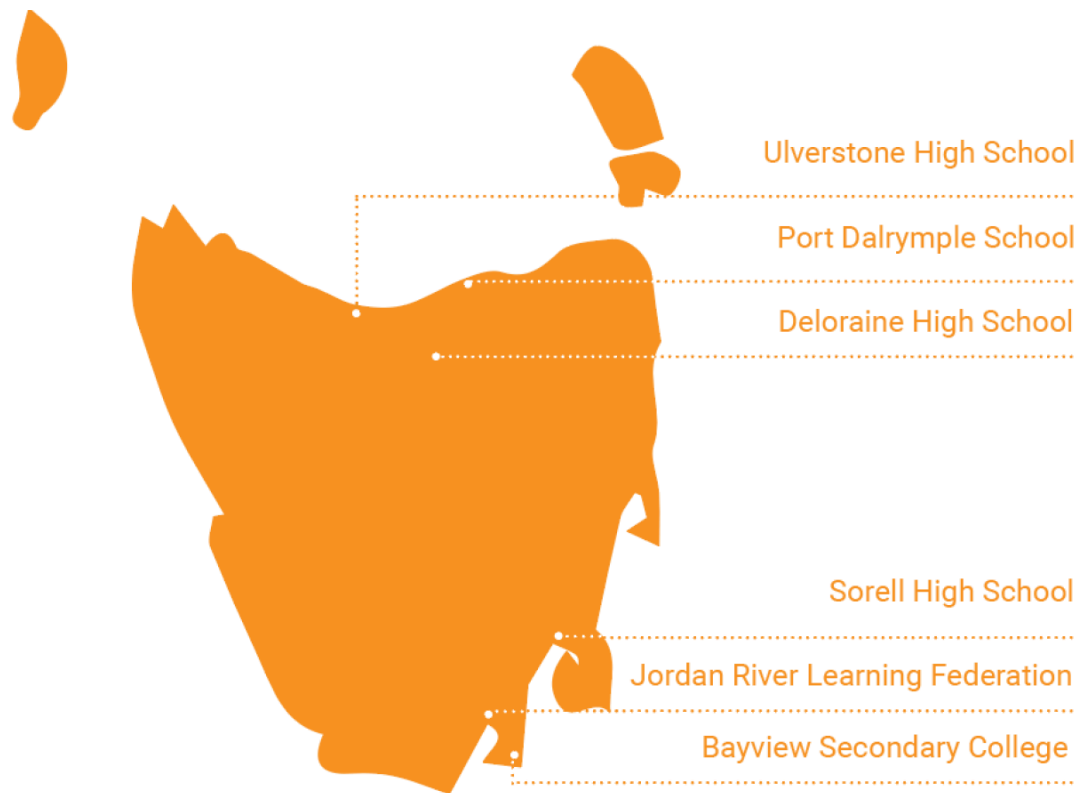 Ulverstone High School
Port Dalrymple School
Deloraine High School
Sorell High School
Jordan River Learning Federation
Bayview Secondary College